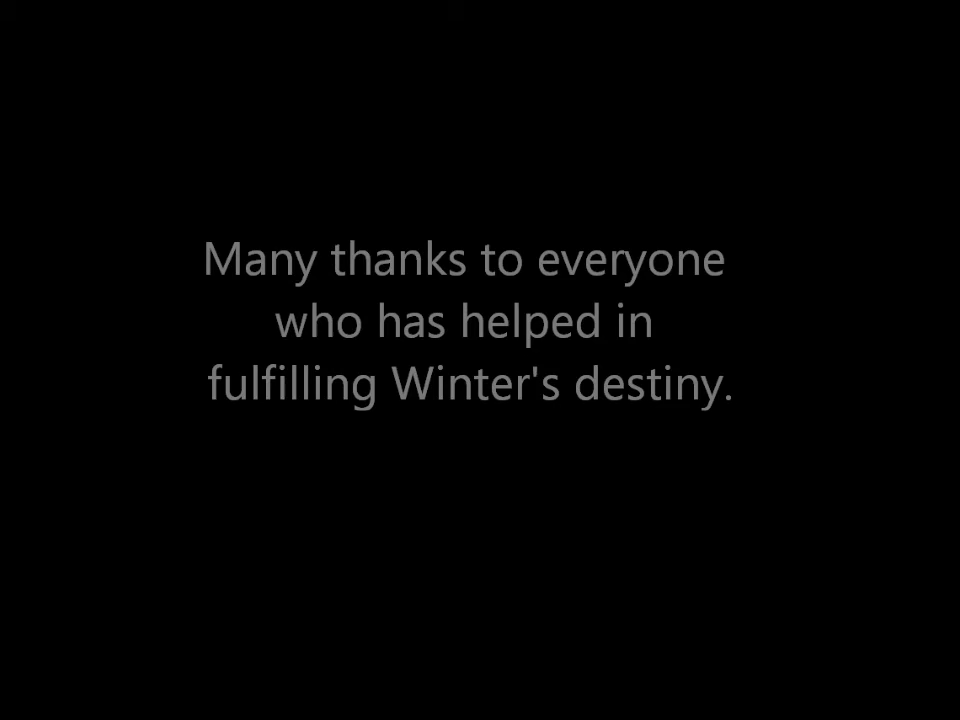 Many thanks to everyone
who has helped in
fulfilling Winter's destiny.